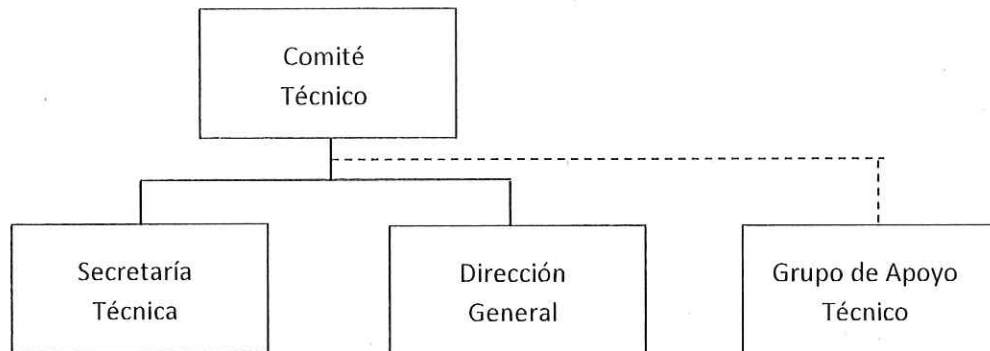 Comité
Técnico
Secretaría
Técnica
Dirección
General
Grupo de Apoyo
Técnico